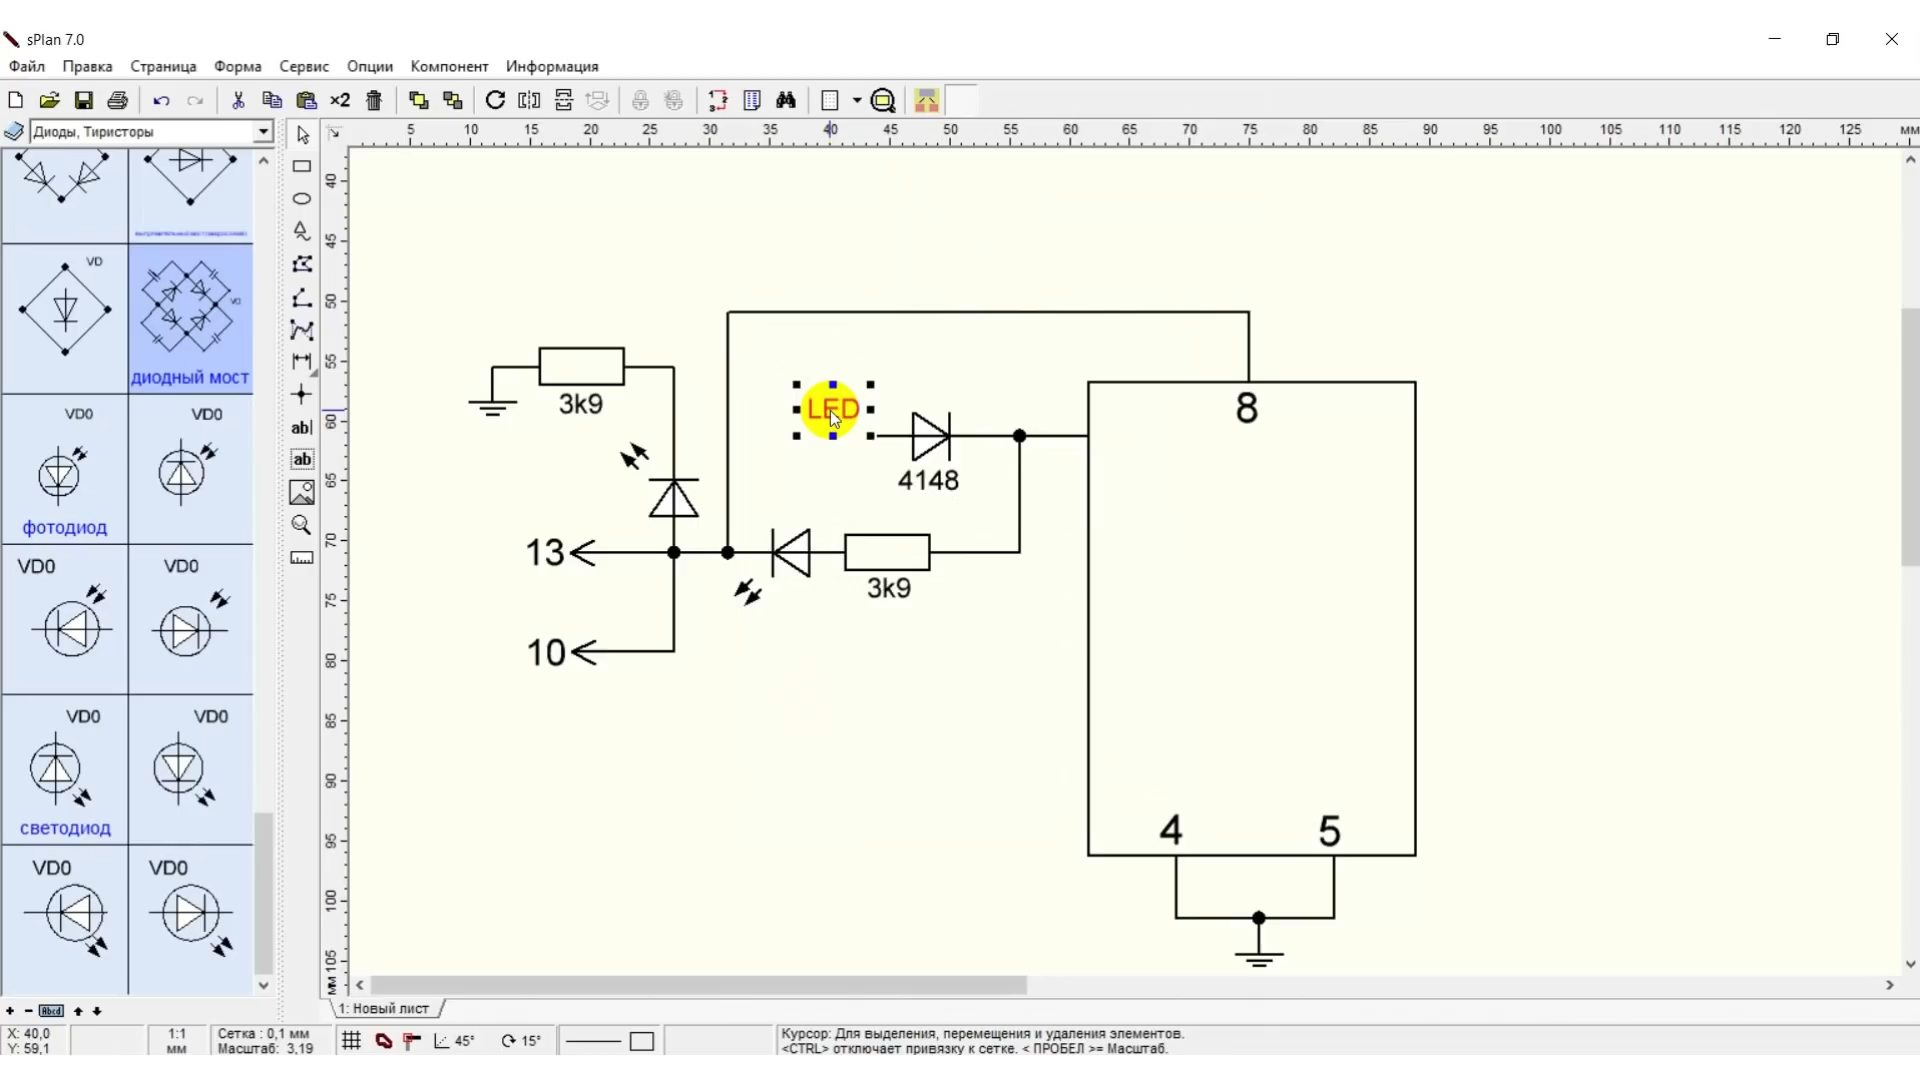 sPlan 7.0
Файл Правка Страница Форма Сервис Опции Компонент Информация
×2
Диоды, Тиристоры
5 10 15 20 25 30 35 40 45 50 55 60 65 70 75 80 85 90 95 100 105 110 115 120 125 мм
40
45
50
55
60
65
70
75
80
85
90
95
100
105
мм
VD
VD
диодный мост
VD0 VD0
фотодиод
VD0 VD0
VD0 VD0
светодиод
VD0 VD0
ab|
ab
3k9
LED
8
4148
13
3k9
10
4 5
Abcd
1: Новый лист
X: 40,0
Y: 59,1
1:1
мм
Сетка : 0,1 мм
Масштаб: 3,19
45°
15°
Курсор: Для выделения, перемещения и удаления элементов.
<CTRL> отключает привязку к сетке. < ПРОБЕЛ >= Масштаб.